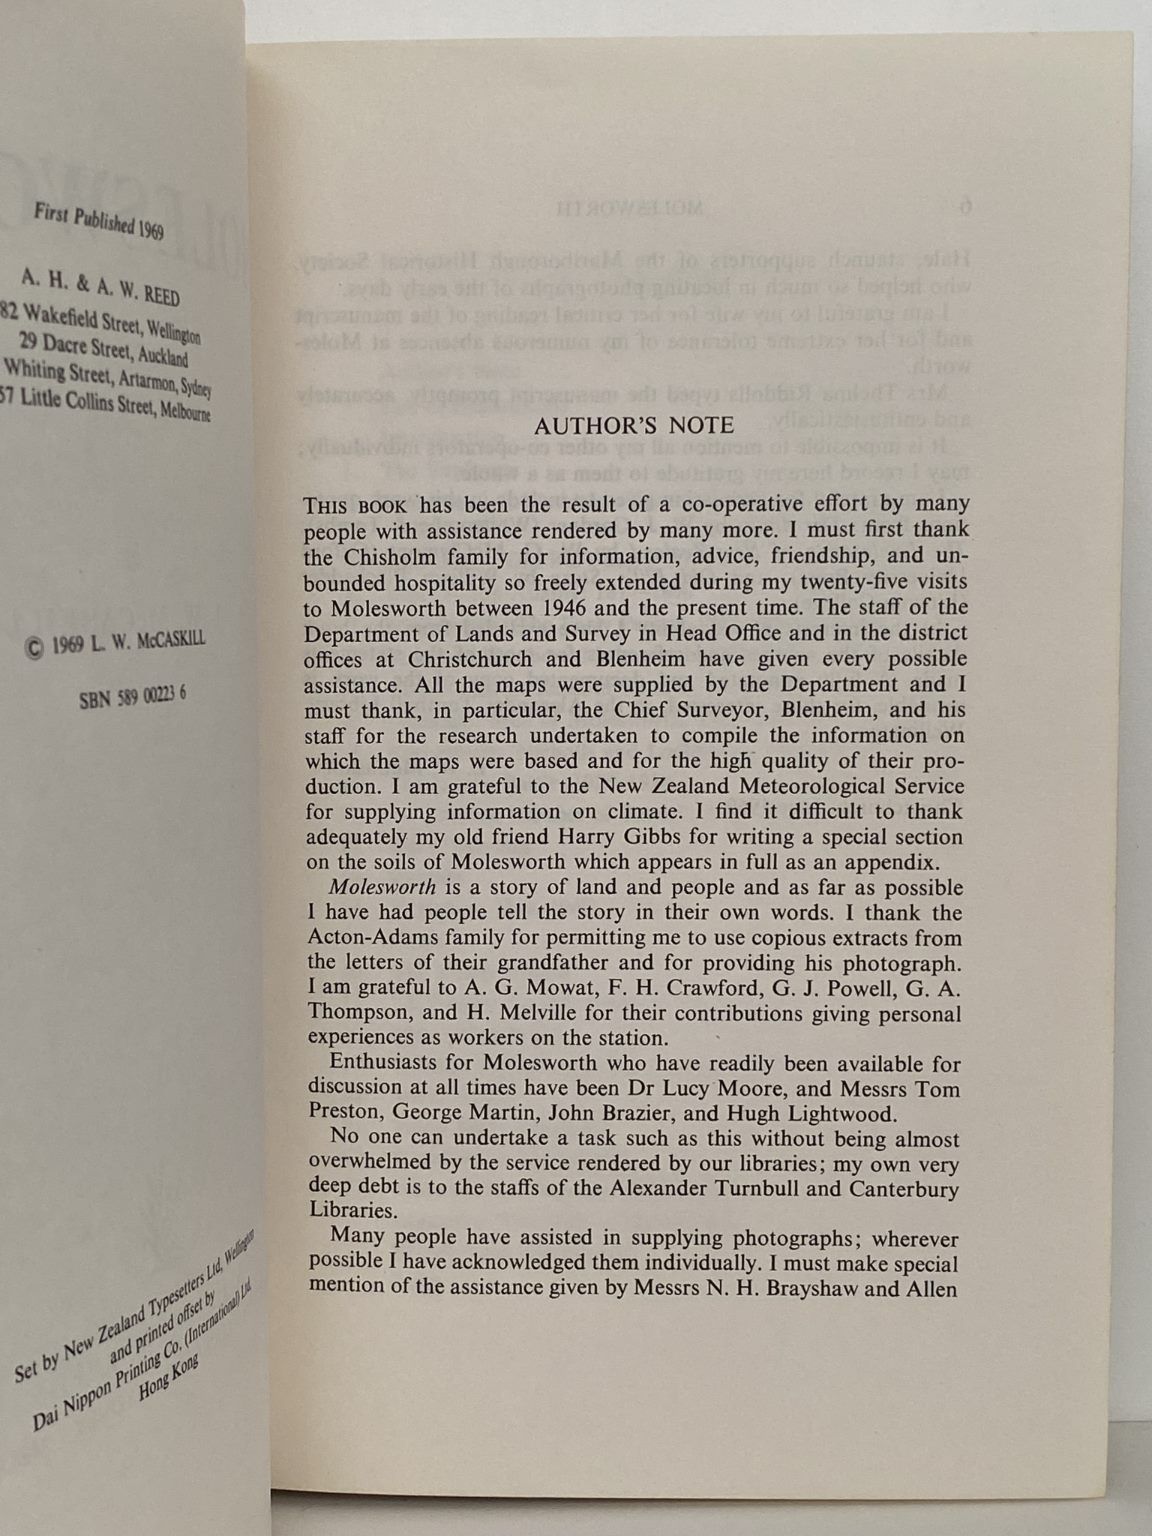 First Published 1969
A. H. & A. W. REED
82 Wakefield Street, Wellington
29 Dacre Street, Auckland
Whiting Street, Artarmon, Sydney
57 Little Collins Street, Melbourne
© 1969 L. W. McCASKILL
SBN 589 00223 6
Set by New Zealand Typesetters Ltd, Wellington
and printed offset by
Dai Nippon Printing Co. (International) Ltd.
Hong Kong
AUTHOR'S NOTE
THIS BOOK has been the result of a co-operative effort by many
people with assistance rendered by many more. I must first thank
the Chisholm family for information, advice, friendship, and un-
bounded hospitality so freely extended during my twenty-five visits
to Molesworth between 1946 and the present time. The staff of the
Department of Lands and Survey in Head Office and in the district
offices at Christchurch and Blenheim have given every possible
assistance. All the maps were supplied by the Department and I
must thank, in particular, the Chief Surveyor, Blenheim, and his
staff for the research undertaken to compile the information on
which the maps were based and for the high quality of their pro-
duction. I am grateful to the New Zealand Meteorological Service
for supplying information on climate. I find it difficult to thank
adequately my old friend Harry Gibbs for writing a special section
on the soils of Molesworth which appears in full as an appendix.
Molesworth is a story of land and people and as far as possible
I have had people tell the story in their own words. I thank the
Acton-Adams family for permitting me to use copious extracts from
the letters of their grandfather and for providing his photograph.
I am grateful to A. G. Mowat, F. H. Crawford, G. J. Powell, G. A.
Thompson, and H. Melville for their contributions giving personal
experiences as workers on the station.
Enthusiasts for Molesworth who have readily been available for
discussion at all times have been Dr Lucy Moore, and Messrs Tom
Preston, George Martin, John Brazier, and Hugh Lightwood.
No one can undertake a task such as this without being almost
overwhelmed by the service rendered by our libraries; my own very
deep debt is to the staffs of the Alexander Turnbull and Canterbury
Libraries.
Many people have assisted in supplying photographs; wherever
possible I have acknowledged them individually. I must make special
mention of the assistance given by Messrs N. H. Brayshaw and Allen